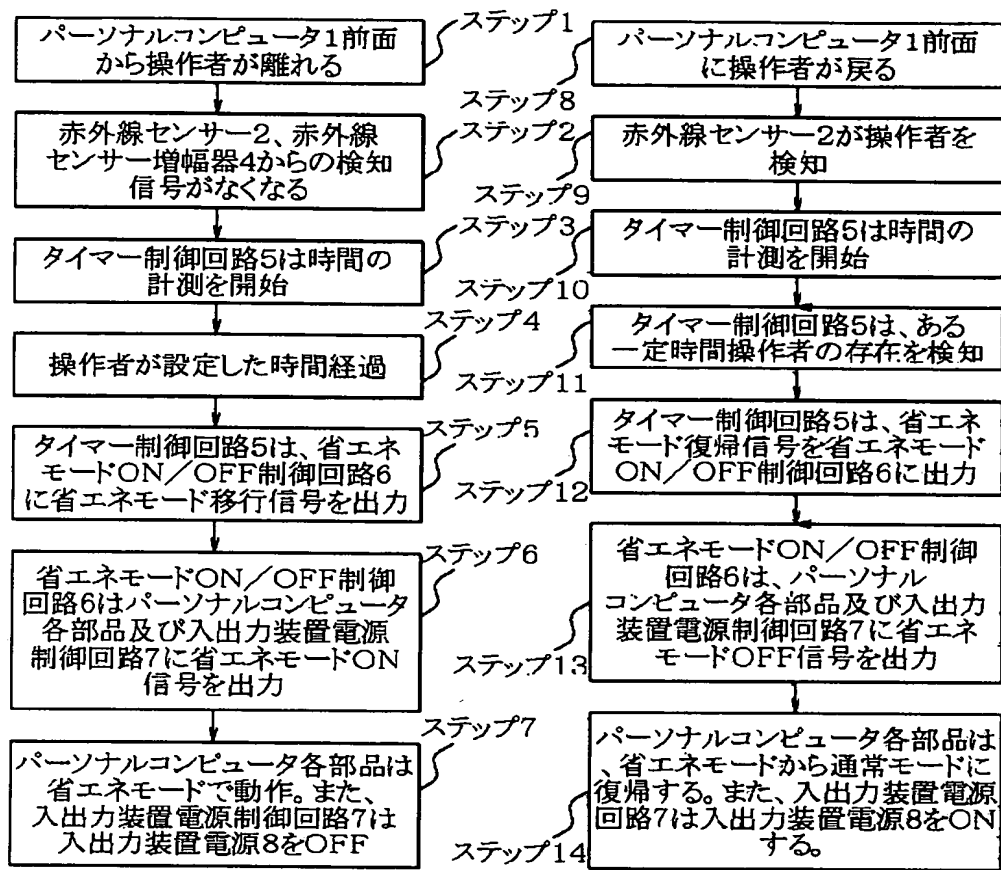 ステップ1
パーソナルコンピュータ1前面
から操作者が離れる
ステップ2
赤外線センサー2、赤外線
センサー増幅器4からの検知
信号がなくなる
ステップ3
タイマー制御回路5は時間の
計測を開始
ステップ4
操作者が設定した時間経過
ステップ5
タイマー制御回路5は、省エネ
モードON/OFF制御回路6
に省エネモード移行信号を出力
ステップ6
省エネモードON/OFF制御
回路6はパーソナルコンピュータ
各部品及び入出力装置電源
制御回路7に省エネモードON
信号を出力
ステップ7
パーソナルコンピュータ各部品は
省エネモードで動作。また、
入出力装置電源制御回路7は
入出力装置電源8をOFF
ステップ8
パーソナルコンピュータ1前面
に操作者が戻る
ステップ9
赤外線センサー2が操作者を
検知
ステップ10
タイマー制御回路5は時間の
計測を開始
ステップ11
タイマー制御回路5は、ある
一定時間操作者の存在を検知
ステップ12
タイマー制御回路5は、省エネ
モード復帰信号を省エネモード
ON/OFF制御回路6に出力
ステップ13
省エネモードON/OFF制御
回路6は、パーソナル
コンピュータ各部品及び入出力
装置電源制御回路7に省エネ
モードOFF信号を出力
ステップ14
パーソナルコンピュータ各部品は
、省エネモードから通常モードに
復帰する。また、入出力装置電源
回路7は入出力装置電源8をON
する。